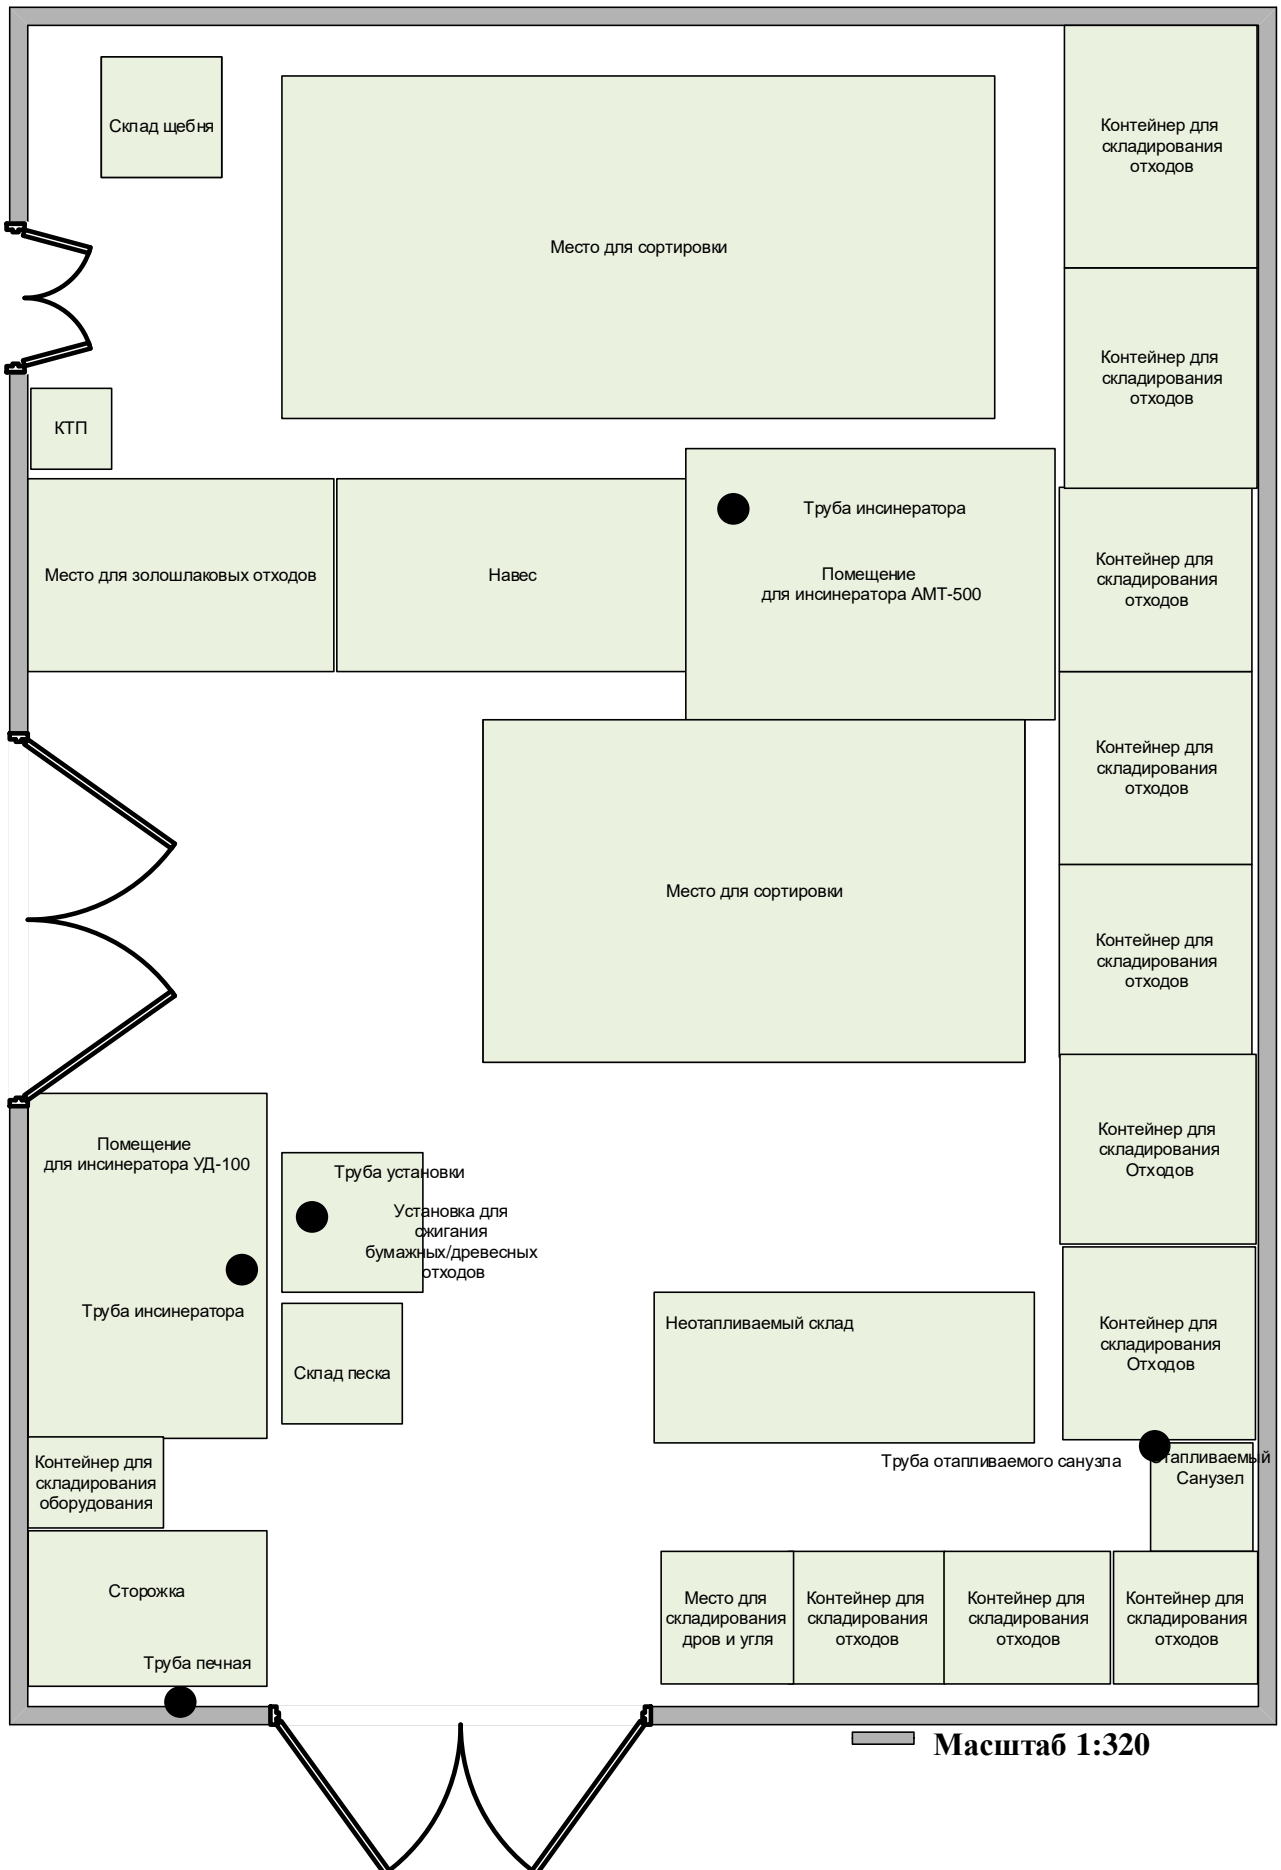 Склад щебня
Место для сортировки
Контейнер для
складирования
отходов
Контейнер для
складирования
отходов
КТП
Труба инсинератора
Помещение
для инсинератора АМТ-500
Место для золошлаковых отходов
Навес
Контейнер для
складирования
отходов
Контейнер для
складирования
отходов
Место для сортировки
Контейнер для
складирования
отходов
Помещение
для инсинератора УД-100
Труба инсинератора
Труба установки
Установка для
сжигания
бумажных/древесных
отходов
Контейнер для
складирования
Отходов
Склад песка
Неотапливаемый склад
Контейнер для
складирования
Отходов
Контейнер для
складирования
оборудования
Труба отапливаемого санузла
тапливаемый
Санузел
Сторожка
Труба печная
Место для
складирования
дров и угля
Контейнер для
складирования
отходов
Контейнер для
складирования
отходов
Контейнер для
складирования
отходов
Масштаб 1:320